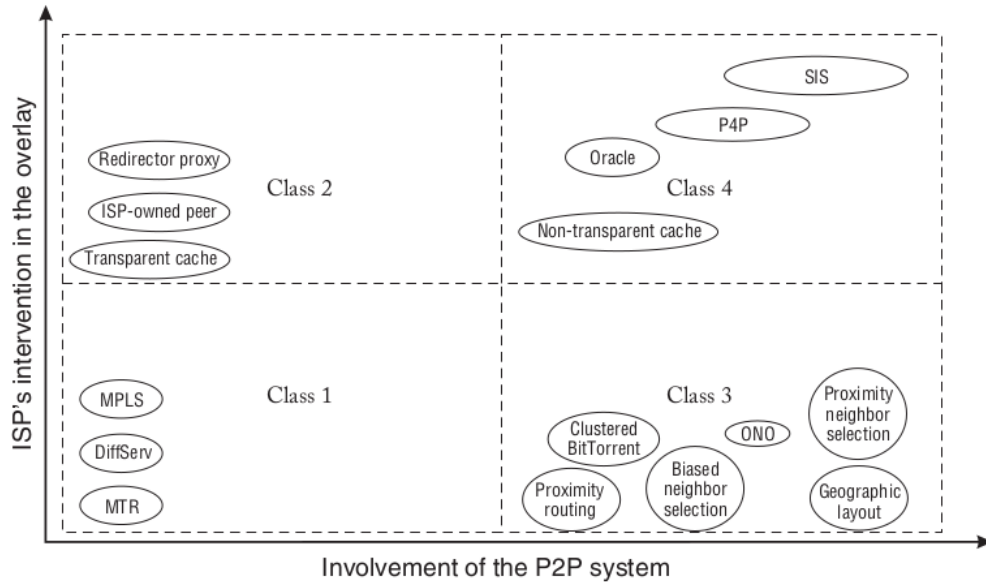 ISP's intervention in the overlay
SIS
P4P
Oracle
Redirector proxy
Class 2
Class 4
ISP-owned peer
Non-transparent cache
Transparent cache
MPLS
Class 1
Class 3
Proximity
neighbor
selection
Clustered
BitTorrent
ONO
DiffServ
Biased
neighbor
selection
MTR
Proximity
routing
Geographic
layout
Involvement of the P2P system